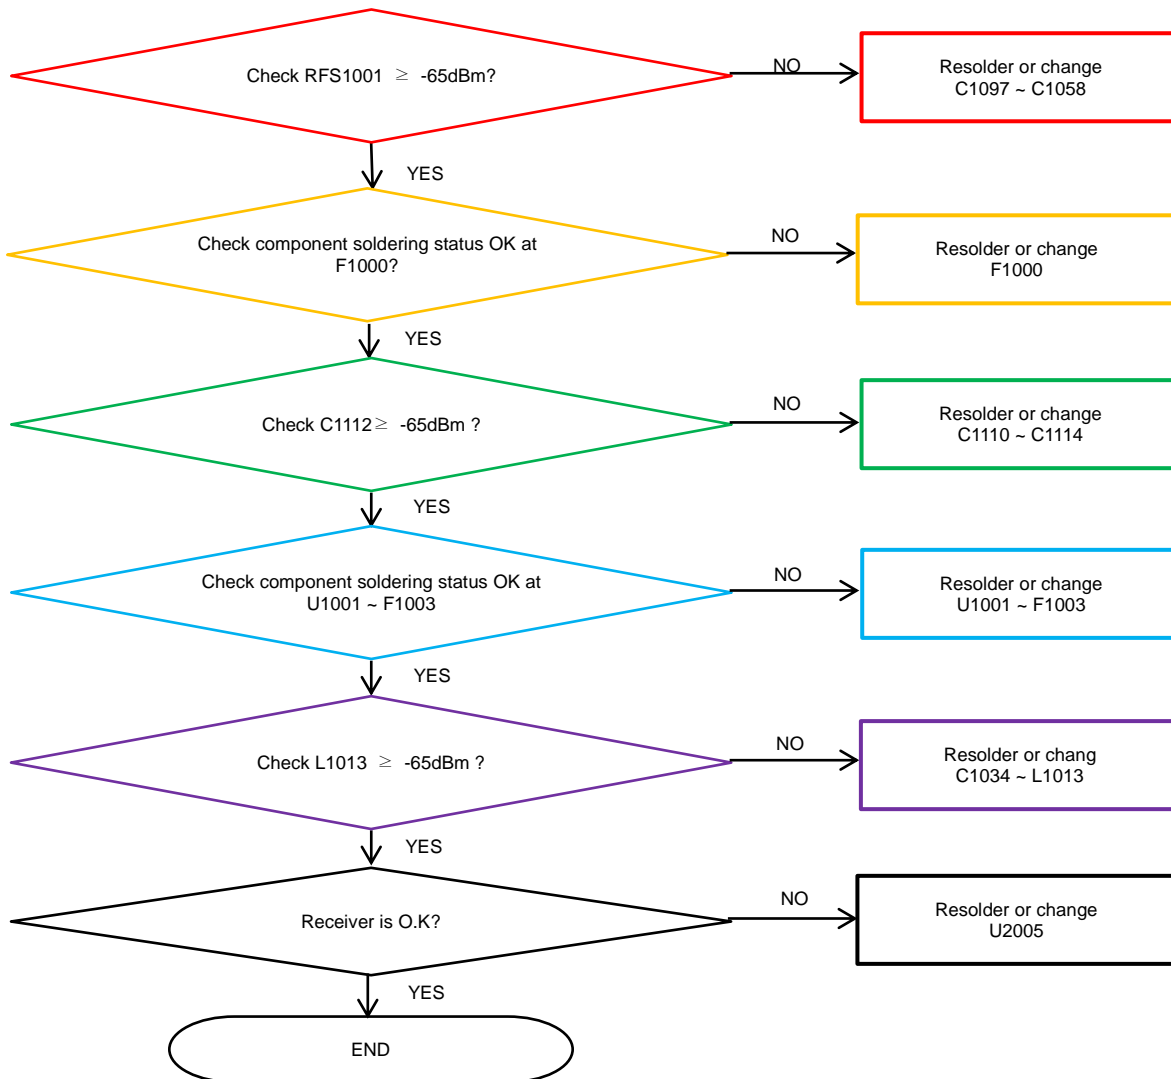 Check RFS1001 ≥ -65dBm?
NO
Resolder or change
C1097 ~ C1058
YES
Check component soldering status OK at
F1000?
NO
Resolder or change
F1000
YES
Check C1112≥ -65dBm ?
NO
Resolder or change
C1110 ~ C1114
YES
Check component soldering status OK at
U1001 ~ F1003
NO
Resolder or change
U1001 ~ F1003
YES
Check L1013 ≥ -65dBm ?
NO
Resolder or chang
C1034 ~ L1013
YES
Receiver is O.K?
NO
Resolder or change
U2005
YES
END